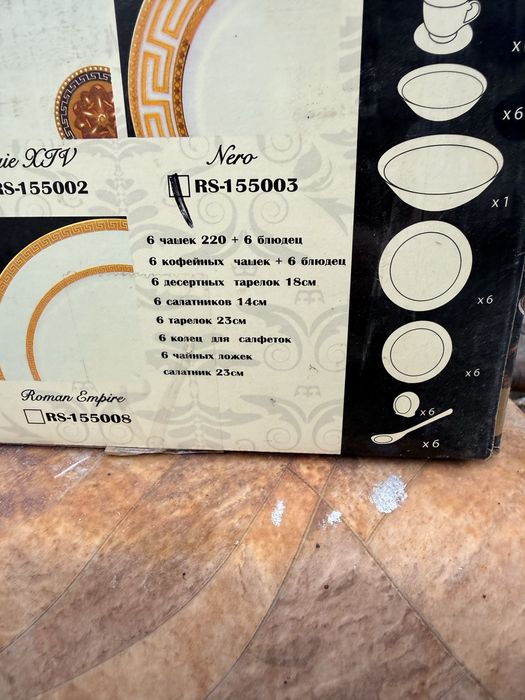 uie XIV
RS-155002
Nero
RS-155003
6 чашек 220 + 6 блюдец
6 кофейных чашек + 6 блюдец
6 десертных тарелок 18см
6 салатников 14см
6 тарелок 23см
6 колец для салфеток
6 чайных ложек
салатник 23см
Roman Empire
RS-155008
x
x6
x1
x6
x6
x6
x6